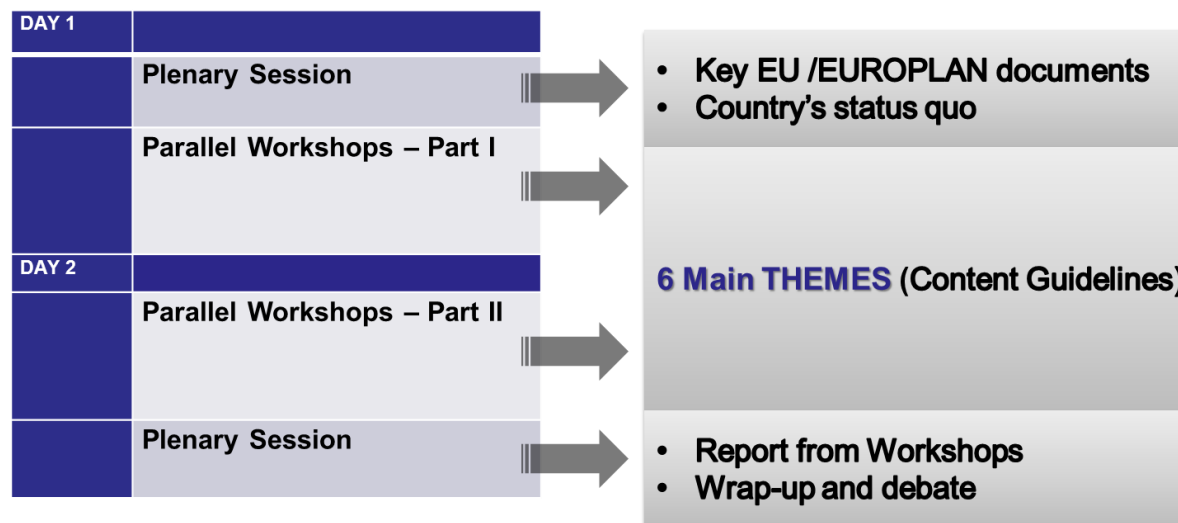 DAY 1
Plenary Session
• Key EU /EUROPLAN documents
• Country's status quo
Parallel Workshops – Part I
DAY 2
6 Main THEMES (Content Guidelines)
Parallel Workshops – Part II
Plenary Session
• Report from Workshops
• Wrap-up and debate